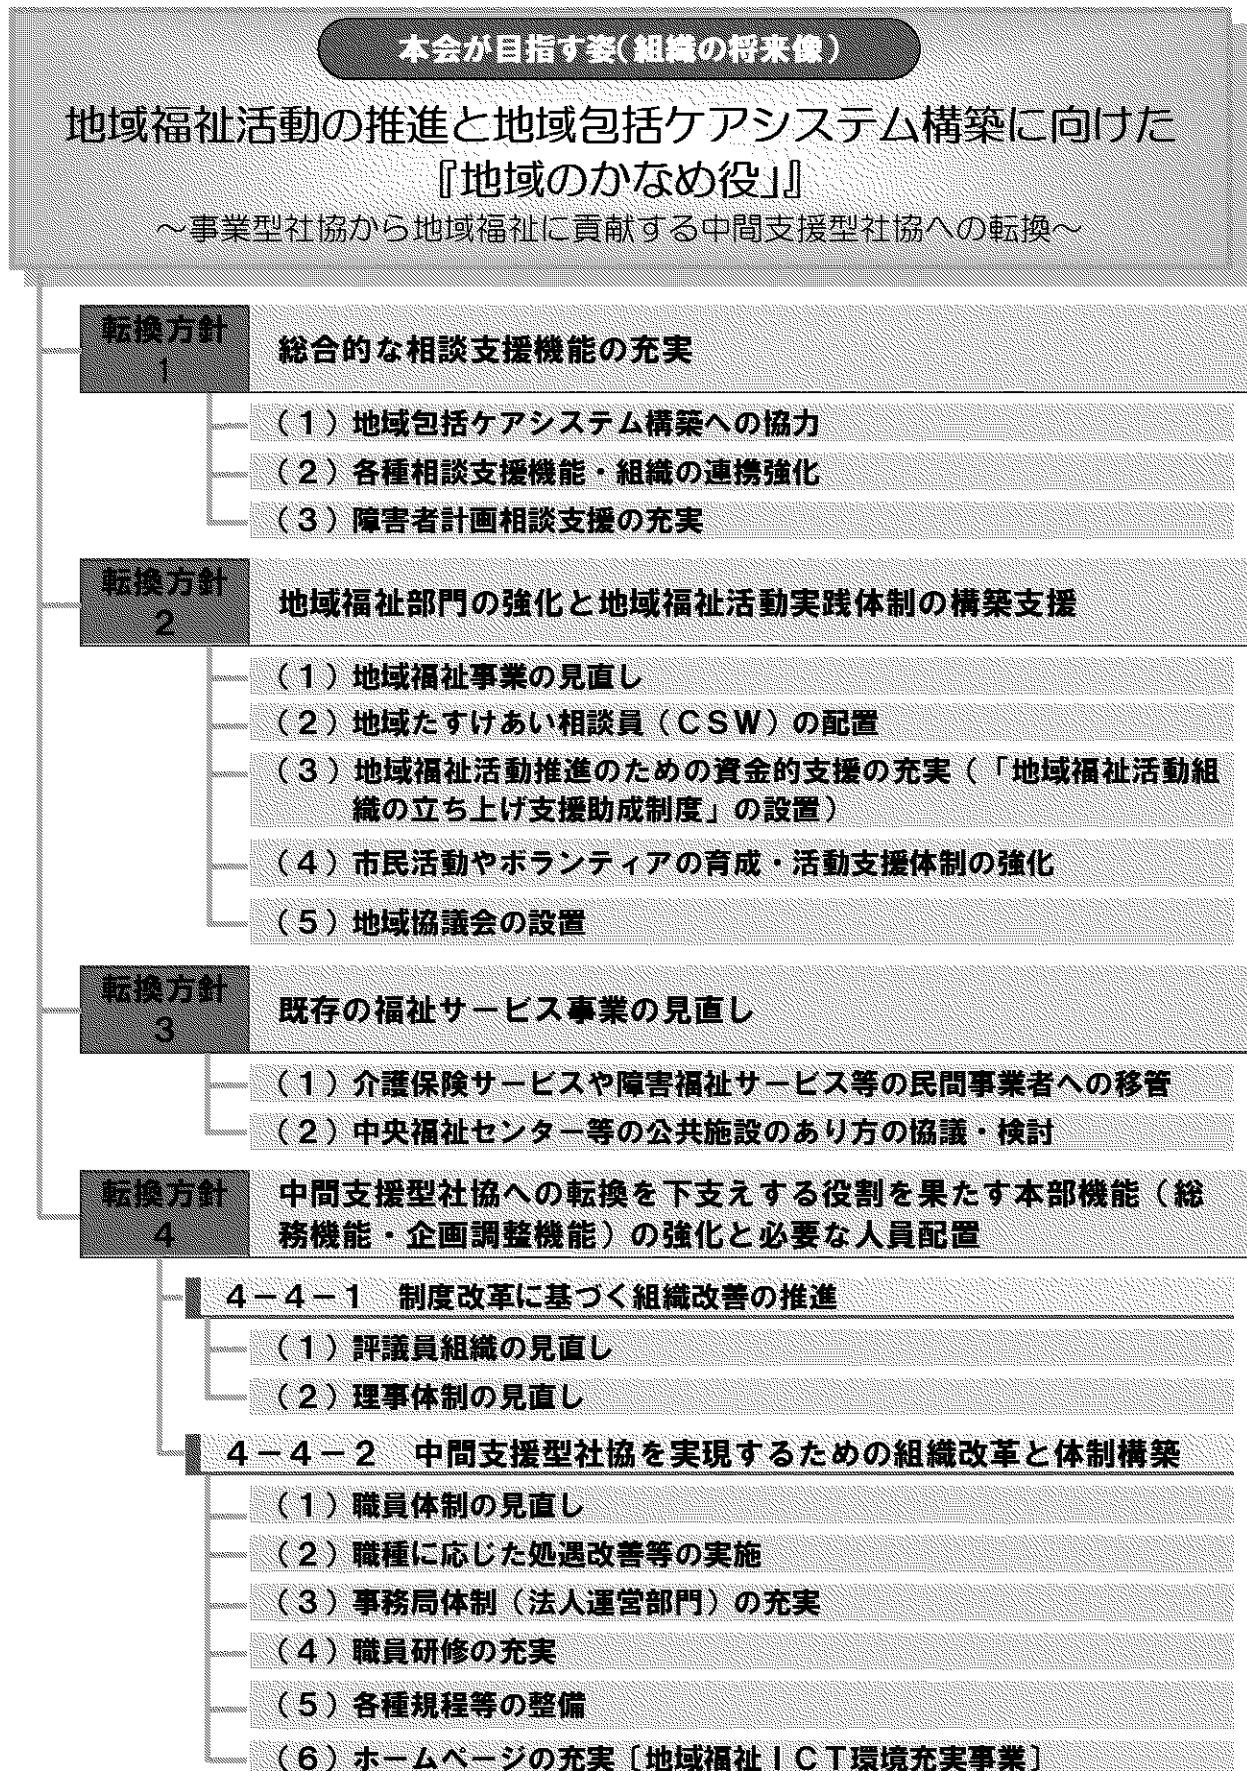 本会が目指す姿（組織の将来像）
地域福祉活動の推進と地域包括ケアシステム構築に向けた
『地域のかなめ役」』
～事業型社協から地域福祉に貢献する中間支援型社協への転換～
転換方針
1
総合的な相談支援機能の充実
（１）地域包括ケアシステム構築への協力
（２）各種相談支援機能・組織の連携強化
（３）障害者計画相談支援の充実
転換方針
2
地域福祉部門の強化と地域福祉活動実践体制の構築支援
（１）地域福祉事業の見直し
（２）地域たすけあい相談員（ＣＳＷ）の配置
（３）地域福祉活動推進のための資金的支援の充実（「地域福祉活動組
織の立ち上げ支援助成制度」の設置）
（４）市民活動やボランティアの育成・活動支援体制の強化
（５）地域協議会の設置
転換方針
3
既存の福祉サービス事業の見直し
（１）介護保険サービスや障害福祉サービス等の民間事業者への移管
（２）中央福祉センター等の公共施設のあり方の協議・検討
転換方針
4
中間支援型社協への転換を下支えする役割を果たす本部機能（総
務機能・企画調整機能）の強化と必要な人員配置
４－４－１　制度改革に基づく組織改善の推進
（１）評議員組織の見直し
（２）理事体制の見直し
４－４－２　中間支援型社協を実現するための組織改革と体制構築
（１）職員体制の見直し
（２）職種に応じた処遇改善等の実施
（３）事務局体制（法人運営部門）の充実
（４）職員研修の充実
（５）各種規程等の整備
（６）ホームページの充実［地域福祉ＩＣＴ環境充実事業］